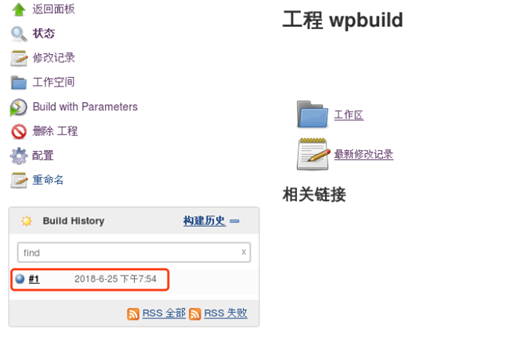 返回面板
状态
修改记录
工作空间
Build with Parameters
删除 工程
配置
重命名
Build History 构建历史
find x
#1 2018-6-25 下午7:54
RSS 全部 RSS 失败
工程 wpbuild
工作区
最新修改记录
相关链接